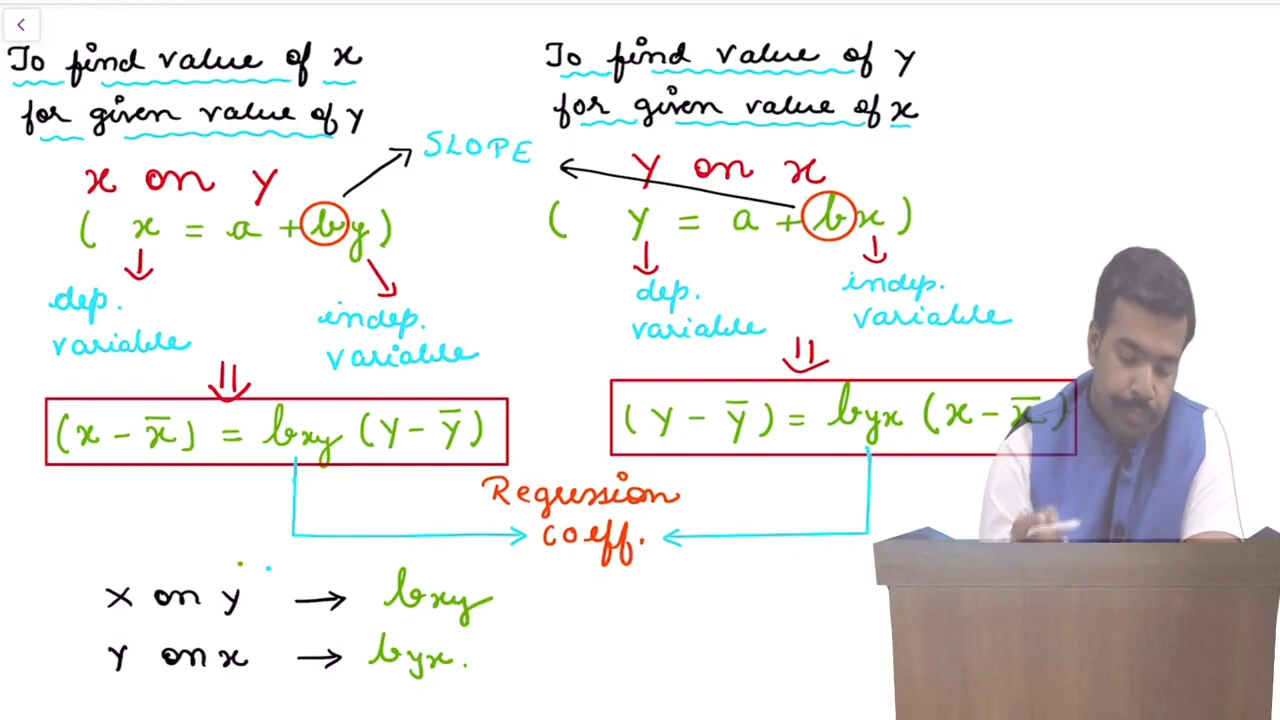 To find value of x
for given value of y
x on y
( x = a + by )
dep. variable
indep. variable
(x - x̄) = bxy (y - ȳ)
SLOPE
To find value of y
for given value of x
y on x
( y = a + bx )
dep. variable
indep. variable
(y - ȳ) = byx (x - x̄)
Regression
coeff.
x on y → bxy
y on x → byx.